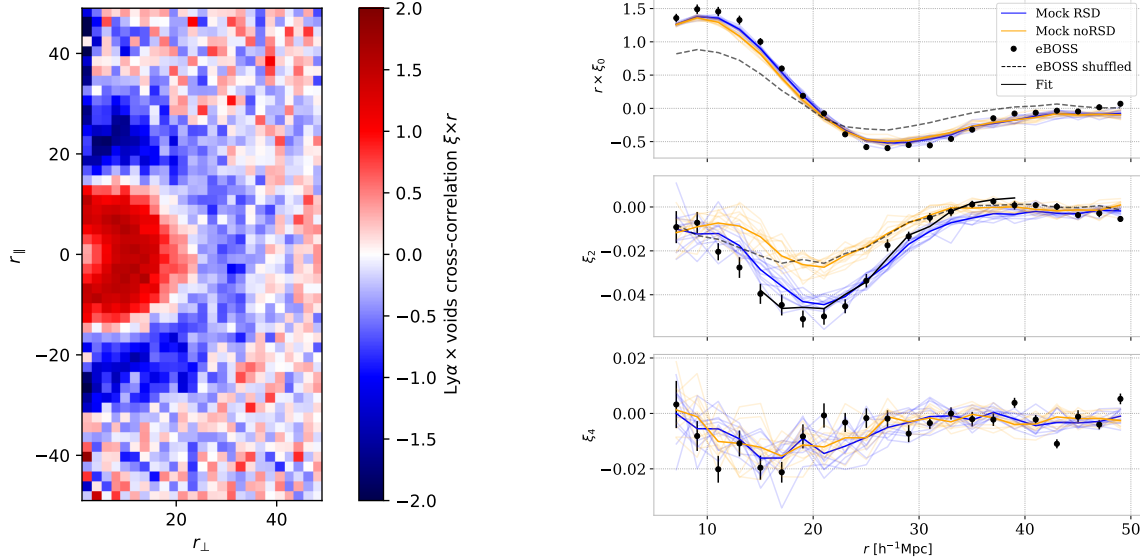 40
20
0
−20
−40
r∥
20
40
r⊥
2.0
1.5
1.0
0.5
0.0
−0.5
−1.0
−1.5
−2.0
Lyα × voids cross-correlation ξ×r
1.5
1.0
0.5
0.0
−0.5
r × ξ0
Mock RSD
Mock noRSD
eBOSS
eBOSS shuffled
Fit
0.00
−0.02
−0.04
ξ2
0.02
0.00
−0.02
ξ4
10
20
30
40
50
r [h⁻¹Mpc]